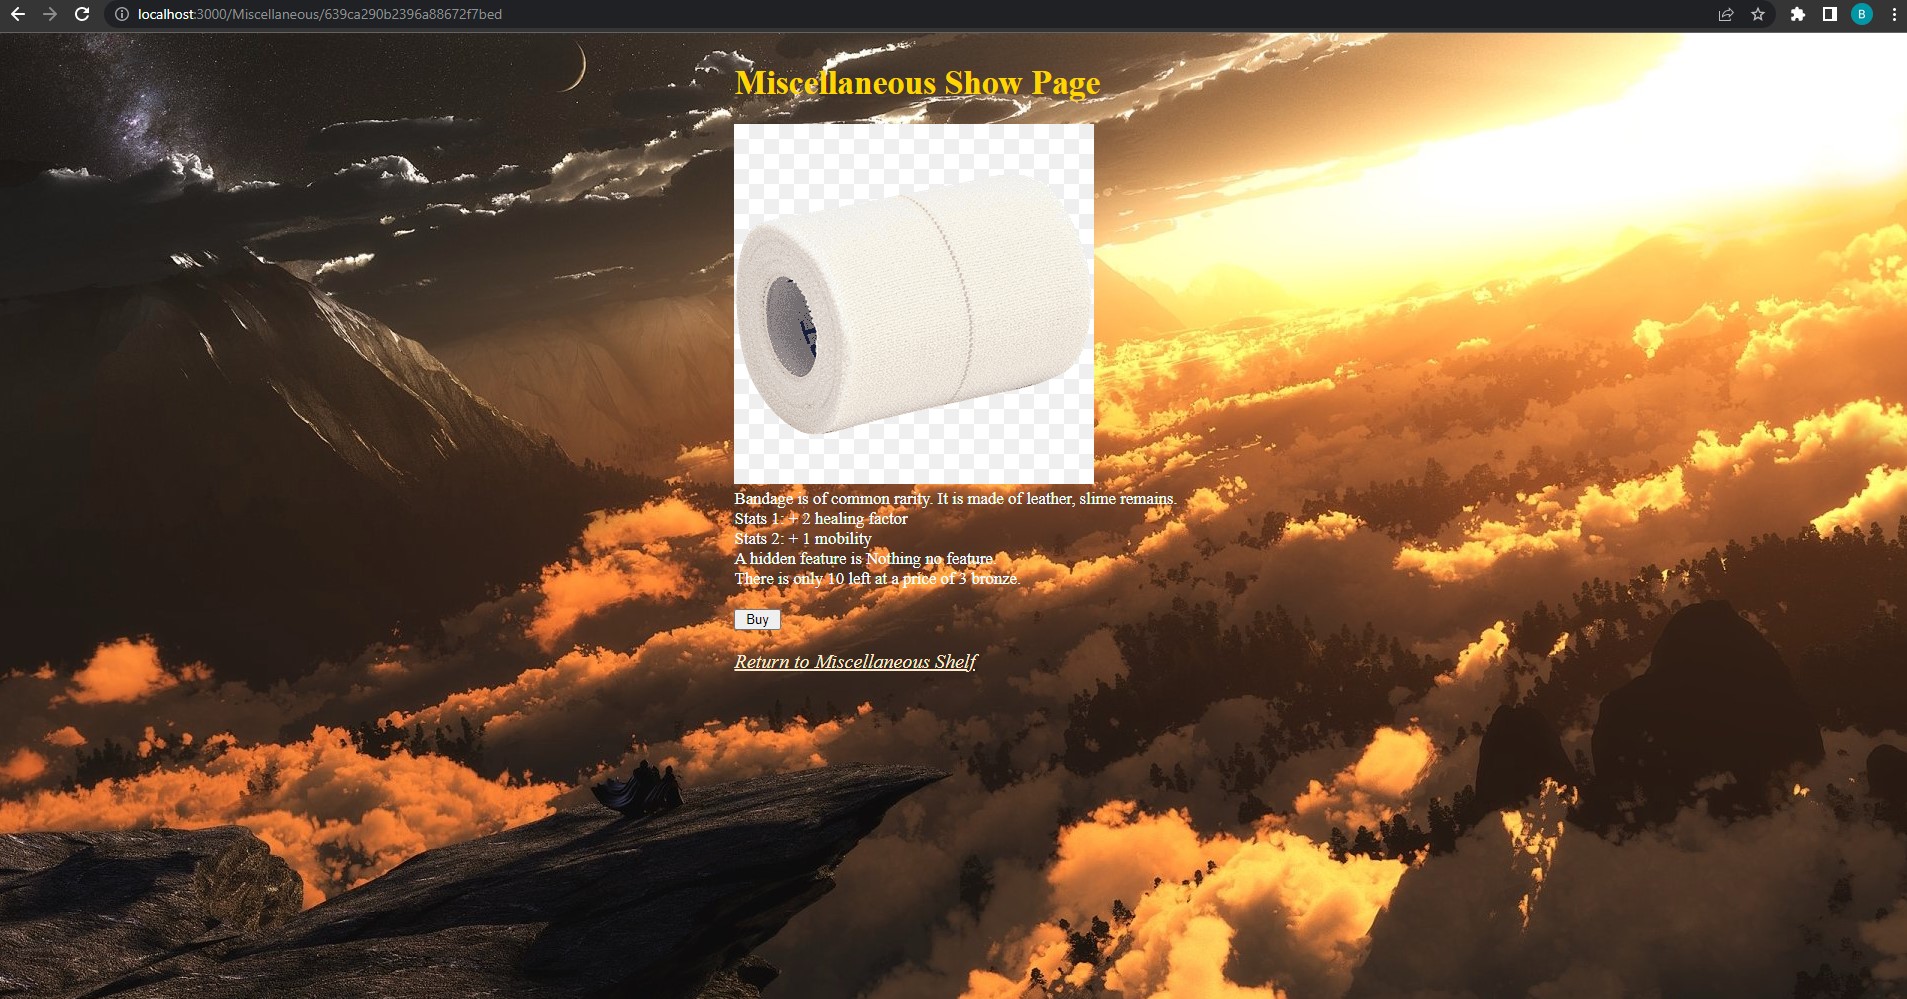 localhost:3000/Miscellaneous/639ca290b2396a88672f7bed
B
Miscellaneous Show Page
Bandage is of common rarity. It is made of leather, slime remains.
Stats 1: + 2 healing factor
Stats 2: + 1 mobility
A hidden feature is Nothing no feature.
There is only 10 left at a price of 3 bronze.
Buy
Return to Miscellaneous Shelf